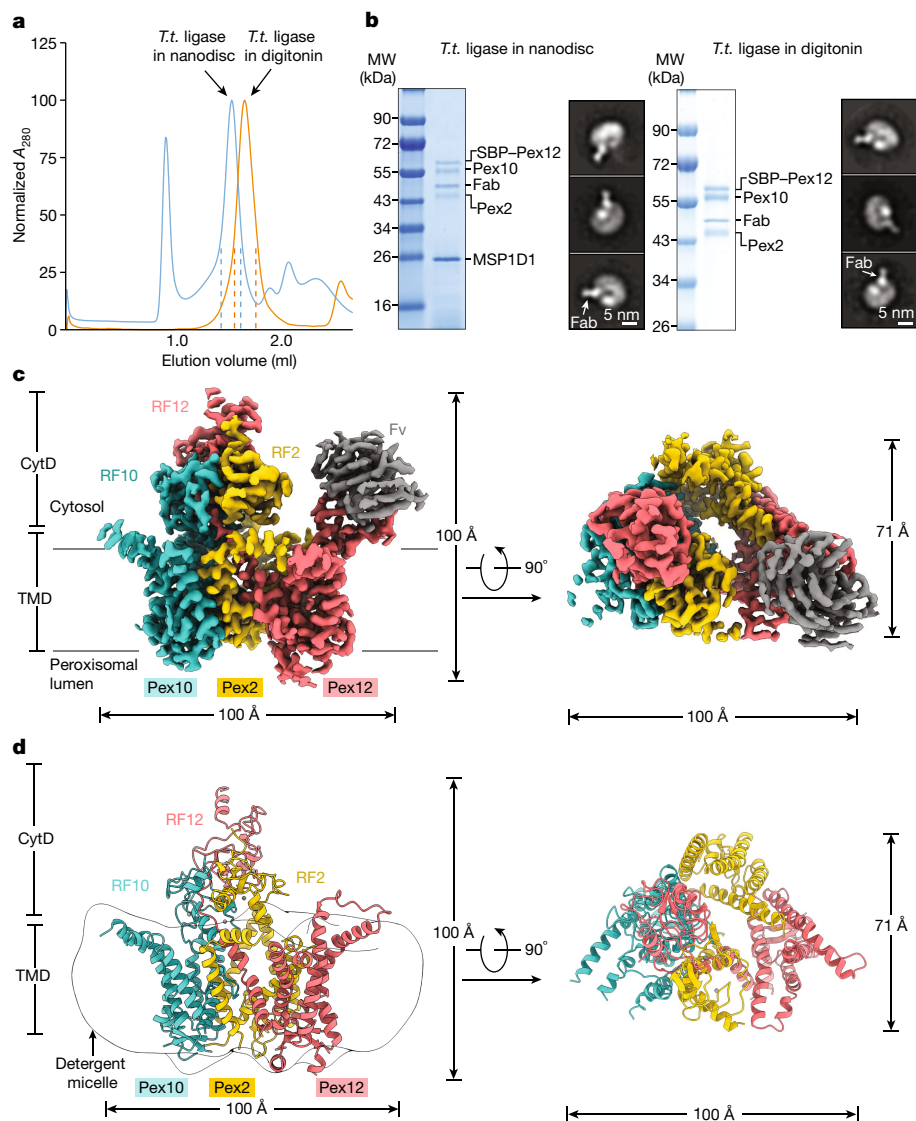 a
T.t. ligase in nanodisc
T.t. ligase in digitonin
Normalized A280
125
100
75
50
25
0
1.0
2.0
Elution volume (ml)
b
T.t. ligase in nanodisc
MW (kDa)
90
72
55
43
34
26
16
SBP–Pex12
Pex10
Fab
Pex2
MSP1D1
Fab
5 nm
T.t. ligase in digitonin
MW (kDa)
90
72
55
43
34
26
SBP–Pex12
Pex10
Fab
Pex2
Fab
5 nm
c
CytD
TMD
RF12
RF10
RF2
Fv
Cytosol
Peroxisomal lumen
Pex10
Pex2
Pex12
100 Å
100 Å
90°
71 Å
100 Å
d
CytD
TMD
RF12
RF10
RF2
Detergent micelle
Pex10
Pex2
Pex12
100 Å
100 Å
90°
71 Å
100 Å